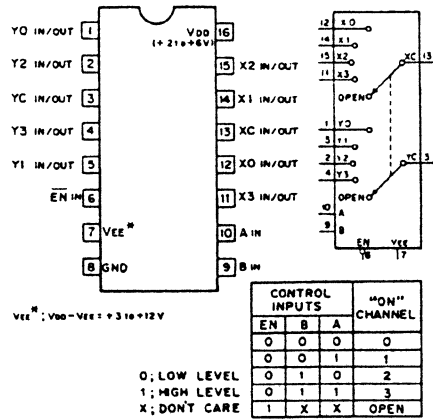 Y0 IN/OUT 1
Y2 IN/OUT 2
YC IN/OUT 3
Y3 IN/OUT 4
Y1 IN/OUT 5
EN IN 6
7 VEE*
8 GND
VDD 16
(+2 to +6V)
15 X2 IN/OUT
14 X1 IN/OUT
13 XC IN/OUT
12 X0 IN/OUT
11 X3 IN/OUT
10 A IN
9 B IN
12 X0
14 X1
15 X2
11 X3
XC 13
OPEN
1 Y0
5 Y1
2 Y2
4 Y3
YC 3
OPEN
10 A
9 B
EN VEE
6 7
VEE*; VDD-VEE = +3 to +12V
CONTROL INPUTS "ON" CHANNEL
EN B A
0 0 0 0
0 0 1 1
0 1 0 2
0 1 1 3
1 X X OPEN
0; LOW LEVEL
1; HIGH LEVEL
X; DON'T CARE